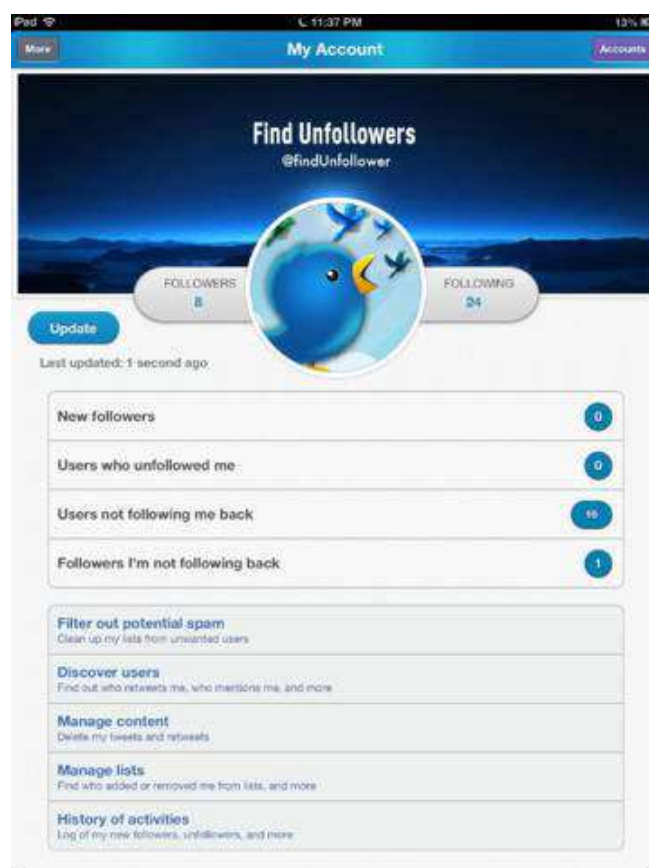 iPad 11:37 PM 13%
More My Account Accounts
Find Unfollowers
@findUnfollower
FOLLOWERS FOLLOWING
8 24
Update
Last updated: 1 second ago
New followers 0
Users who unfollowed me 0
Users not following me back
Followers I'm not following back 1
Filter out potential spam
Clean up my lists from unwanted users
Discover users
Find out who retweets me, who mentions me, and more
Manage content
Delete my tweets and retweets
Manage lists
Find who added or removed me from lists, and more
History of activities
Log of my new followers, unfollowers, and more